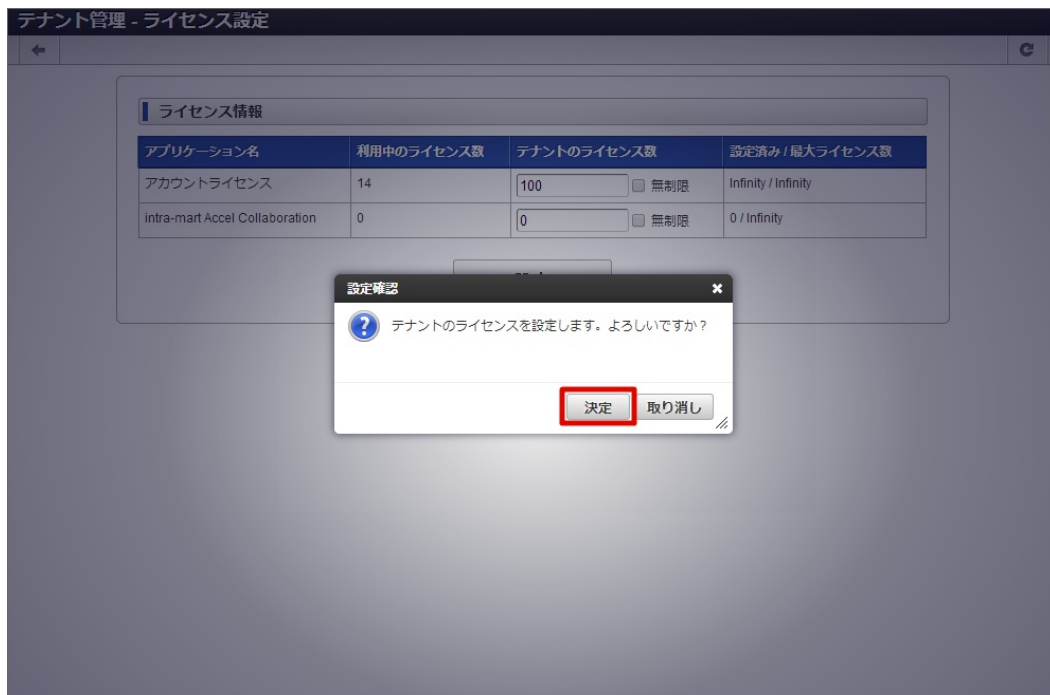 テナント管理 - ライセンス設定
ライセンス情報
アプリケーション名 利用中のライセンス数 テナントのライセンス数 設定済み / 最大ライセンス数
アカウントライセンス 14 100 無制限 Infinity / Infinity
intra-mart Accel Collaboration 0 0 無制限 0 / Infinity
設定確認
テナントのライセンスを設定します。よろしいですか?
決定 取り消し